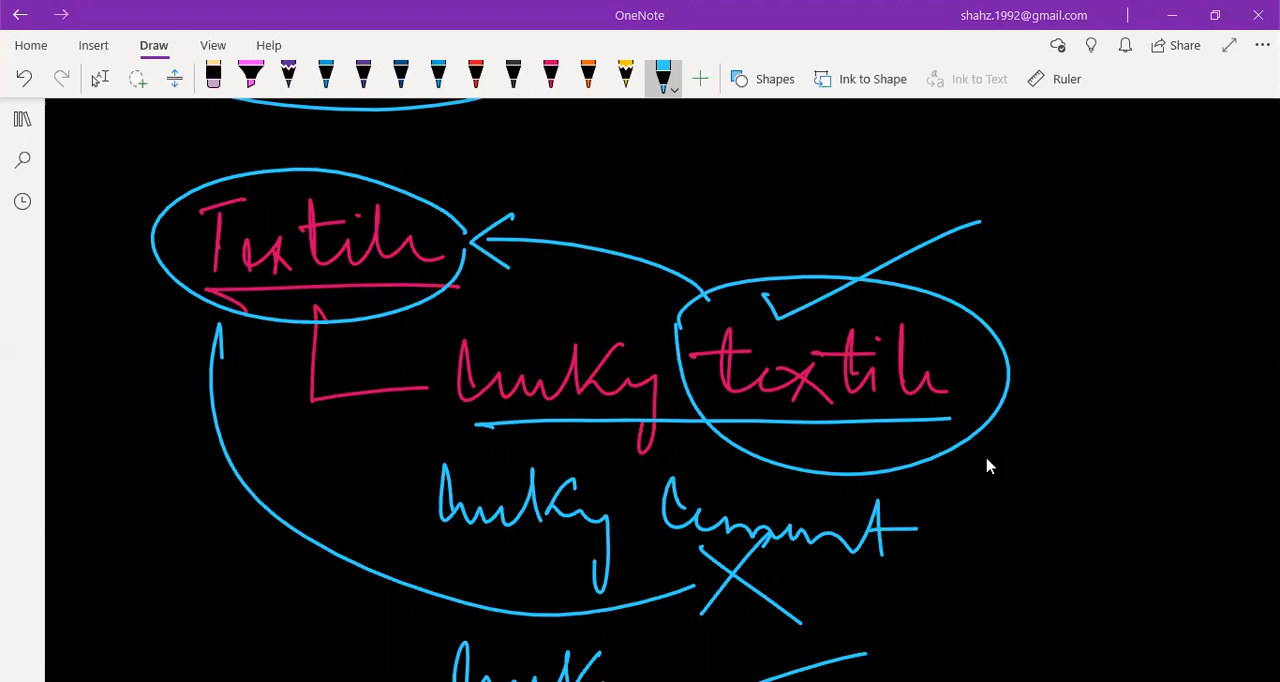 OneNote
shahz.1992@gmail.com
Home Insert Draw View Help
Share
Shapes Ink to Shape Ink to Text Ruler
Textile
Lucky textile
Lucky Cement
Lucky